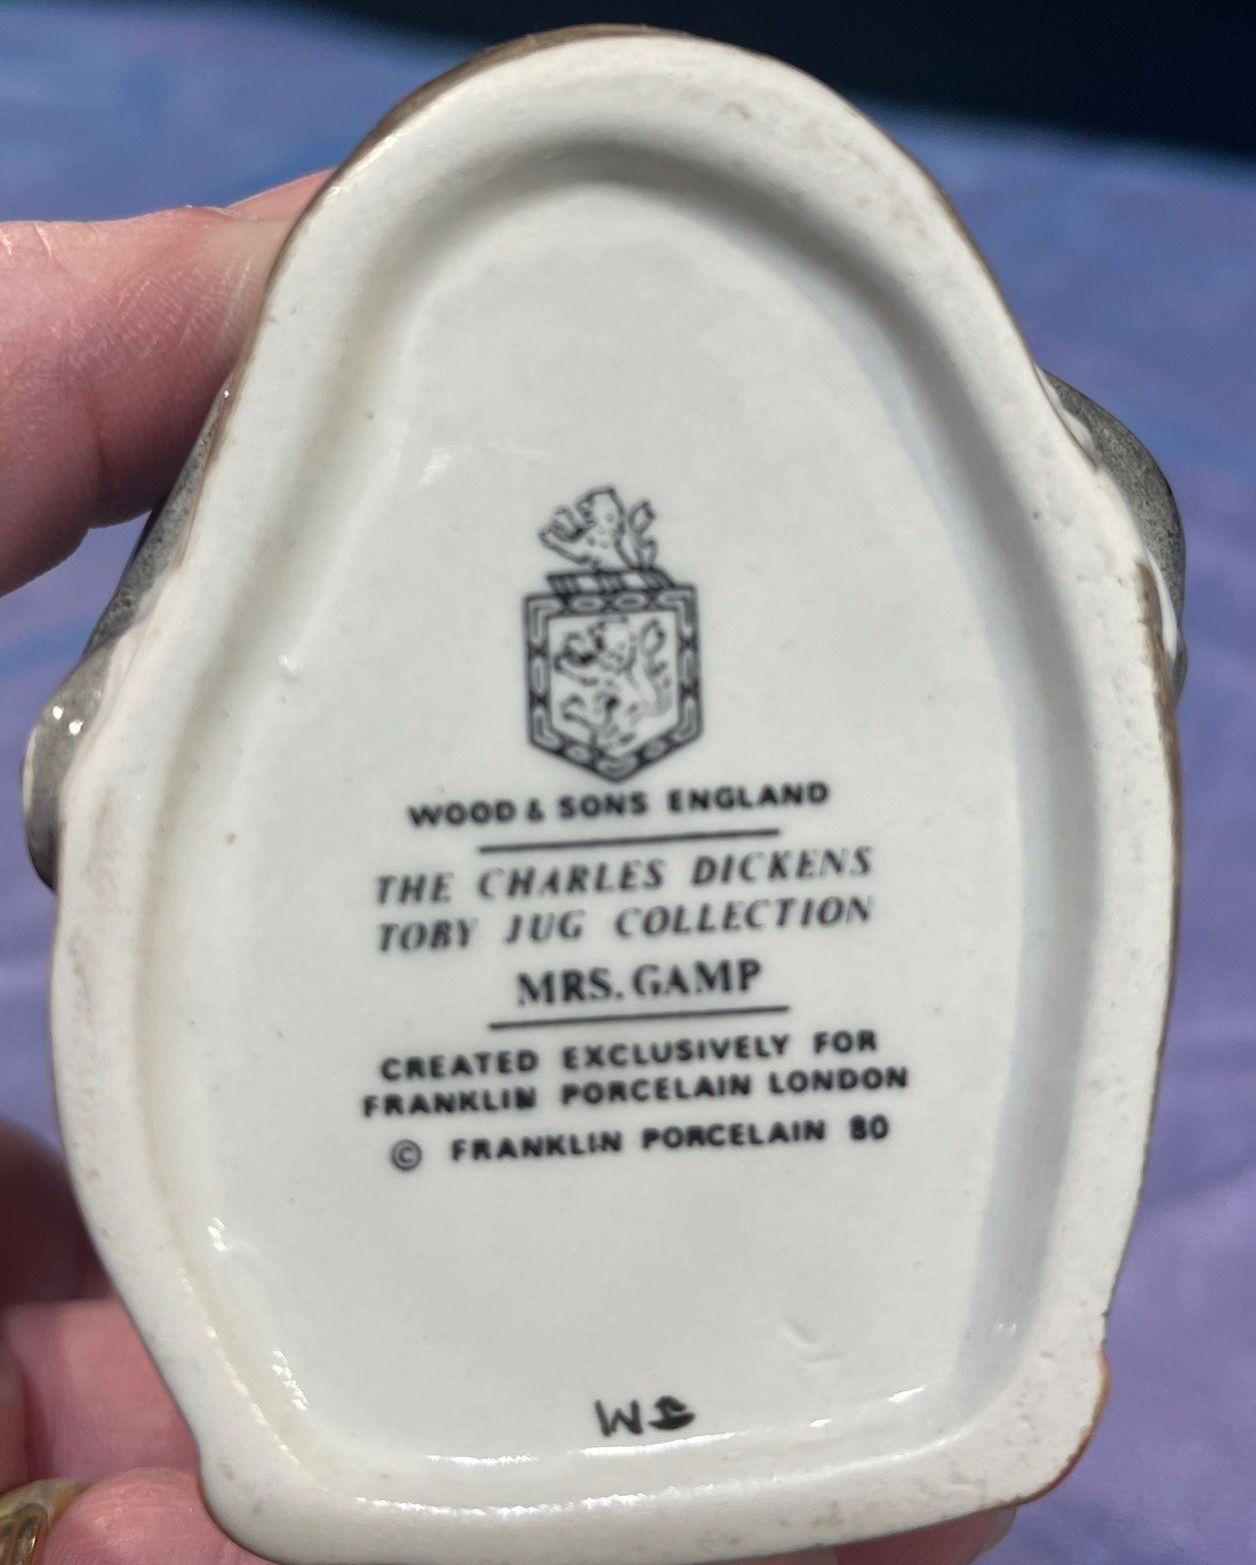 WOOD & SONS ENGLAND
THE CHARLES DICKENS
TOBY JUG COLLECTION
MRS. GAMP
CREATED EXCLUSIVELY FOR
FRANKLIN PORCELAIN LONDON
© FRANKLIN PORCELAIN 80